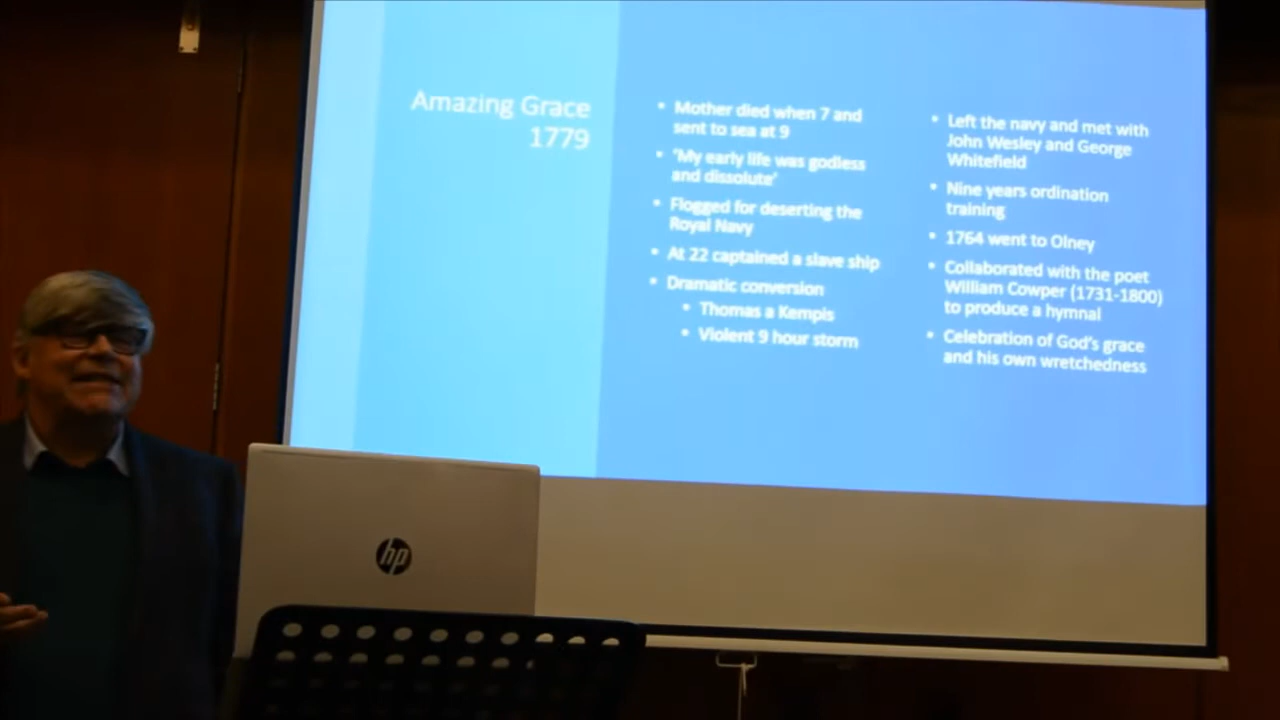 Amazing Grace
1779
• Mother died when 7 and
sent to sea at 9
• 'My early life was godless
and dissolute'
• Flogged for deserting the
Royal Navy
• At 22 captained a slave ship
• Dramatic conversion
• Thomas a Kempis
• Violent 9 hour storm
• Left the navy and met with
John Wesley and George
Whitefield
• Nine years ordination
training
• 1764 went to Olney
• Collaborated with the poet
William Cowper (1731-1800)
to produce a hymnal
• Celebration of God's grace
and his own wretchedness
hp